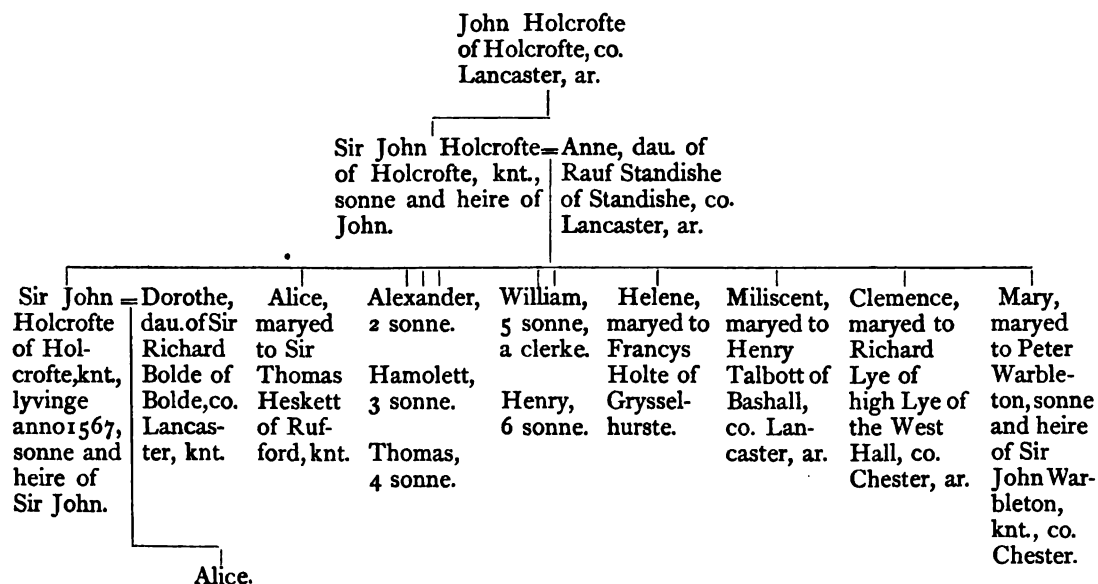 John Holcrofte
of Holcrofte, co.
Lancaster, ar.
Sir John Holcrofte=
of Holcrofte, knt.,
sonne and heire of
John.
Anne, dau. of
Rauf Standishe
of Standishe, co.
Lancaster, ar.
Sir John =
Holcrofte
of Hol-
crofte,knt.,
lyvinge
anno1567,
sonne and
heire of
Sir John.
Dorothe,
dau.of Sir
Richard
Bolde of
Bolde,co.
Lancas-
ter, knt.
Alice,
maryed
to Sir
Thomas
Heskett
of Ruf-
ford, knt.
Alexander,
2 sonne.
Hamolett,
3 sonne.
Thomas,
4 sonne.
William,
5 sonne,
a clerke.
Henry,
6 sonne.
Helene,
maryed to
Francys
Holte of
Gryssel-
hurste.
Miliscent,
maryed to
Henry
Talbott of
Bashall,
co. Lan-
caster, ar.
Clemence,
maryed to
Richard
Lye of
high Lye of
the West
Hall, co.
Chester, ar.
Mary,
maryed
to Peter
Warble-
ton, sonne
and heire
of Sir
John War-
bleton,
knt., co.
Chester.
Alice.